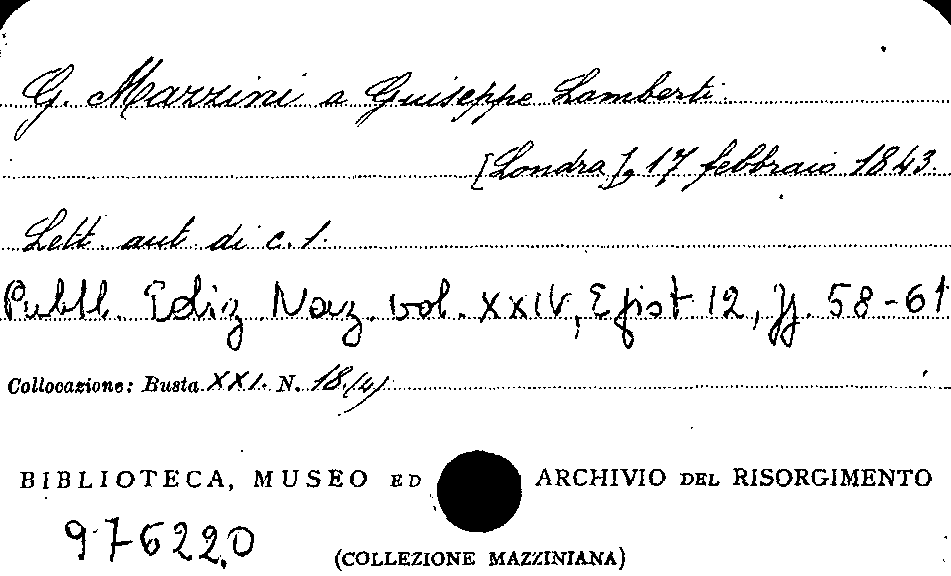 G. Mazzini a Giuseppe Lamberti.
[Londra], 17 febbraio 1843.
Lett. aut. di c. 1.
Pubbl. Ediz. Naz. vol. XXIV, Epist 12, pp. 58-61
Collocazione: Busta XXI. N. 18/4/
BIBLIOTECA, MUSEO ED ARCHIVIO DEL RISORGIMENTO
976220
(COLLEZIONE MAZZINIANA)